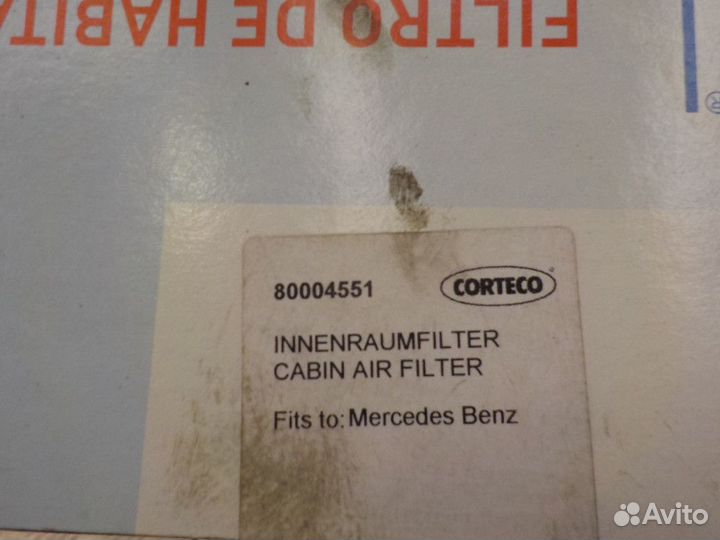 FILTRO DE HABITA
®
80004551
CORTECO
INNENRAUMFILTER
CABIN AIR FILTER
Fits to: Mercedes Benz
Avito